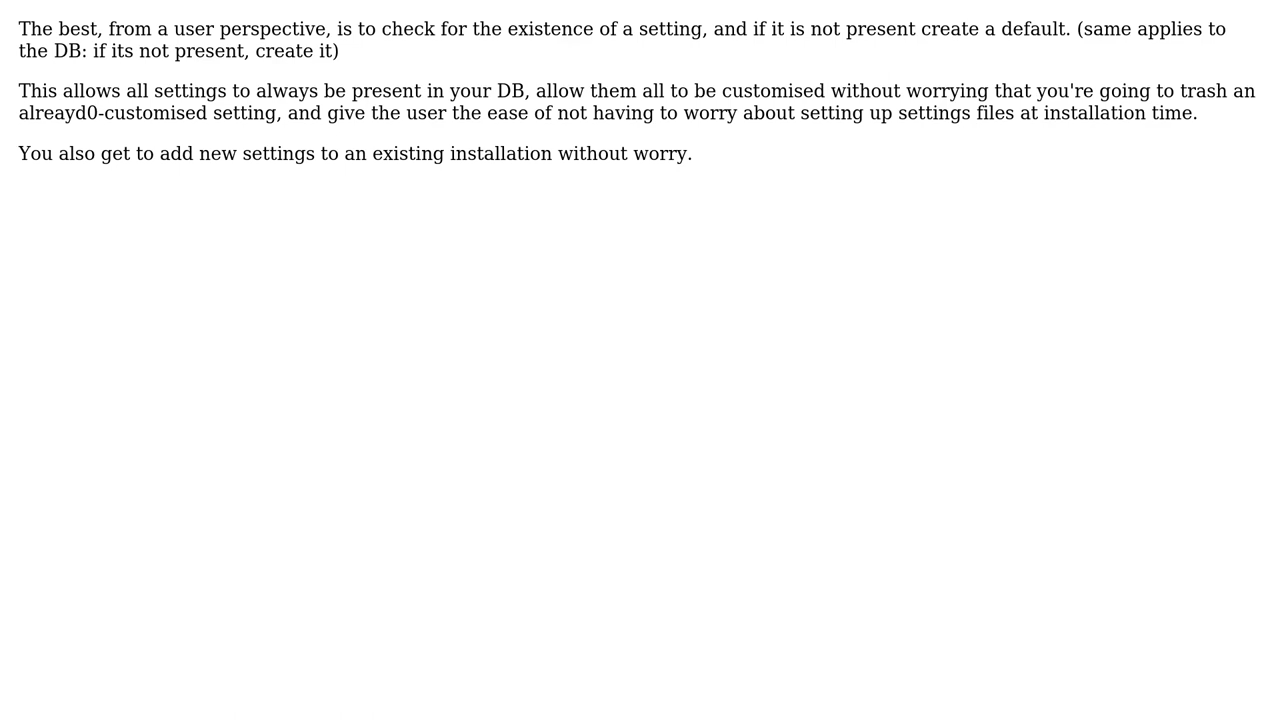 The best, from a user perspective, is to check for the existence of a setting, and if it is not present create a default. (same applies to
the DB: if its not present, create it)
This allows all settings to always be present in your DB, allow them all to be customised without worrying that you're going to trash an
alreayd0-customised setting, and give the user the ease of not having to worry about setting up settings files at installation time.
You also get to add new settings to an existing installation without worry.